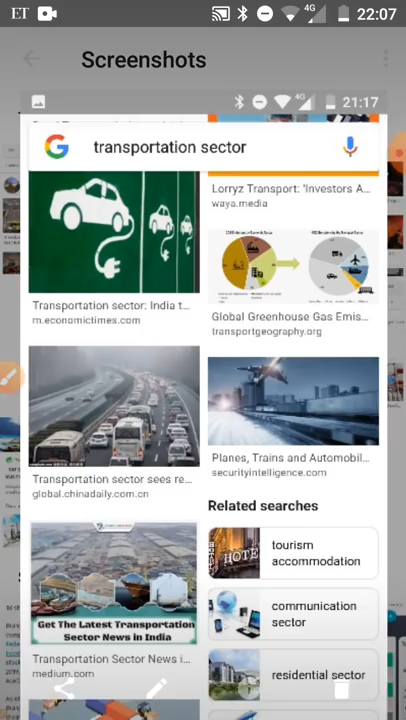 ET 4G 22:07
Screenshots
4G 21:17
transportation sector
Lorryz Transport: 'Investors A...
waya.media
Transportation sector: India t...
m.economictimes.com
Global Greenhouse Gas Emis...
transportgeography.org
Transportation sector sees re...
global.chinadaily.com.cn
Planes, Trains and Automobil...
securityintelligence.com
Related searches
HOTE
tourism
accommodation
communication
sector
residential sector
Get The Latest Transportation
Sector News in India
Transportation Sector News i...
medium.com